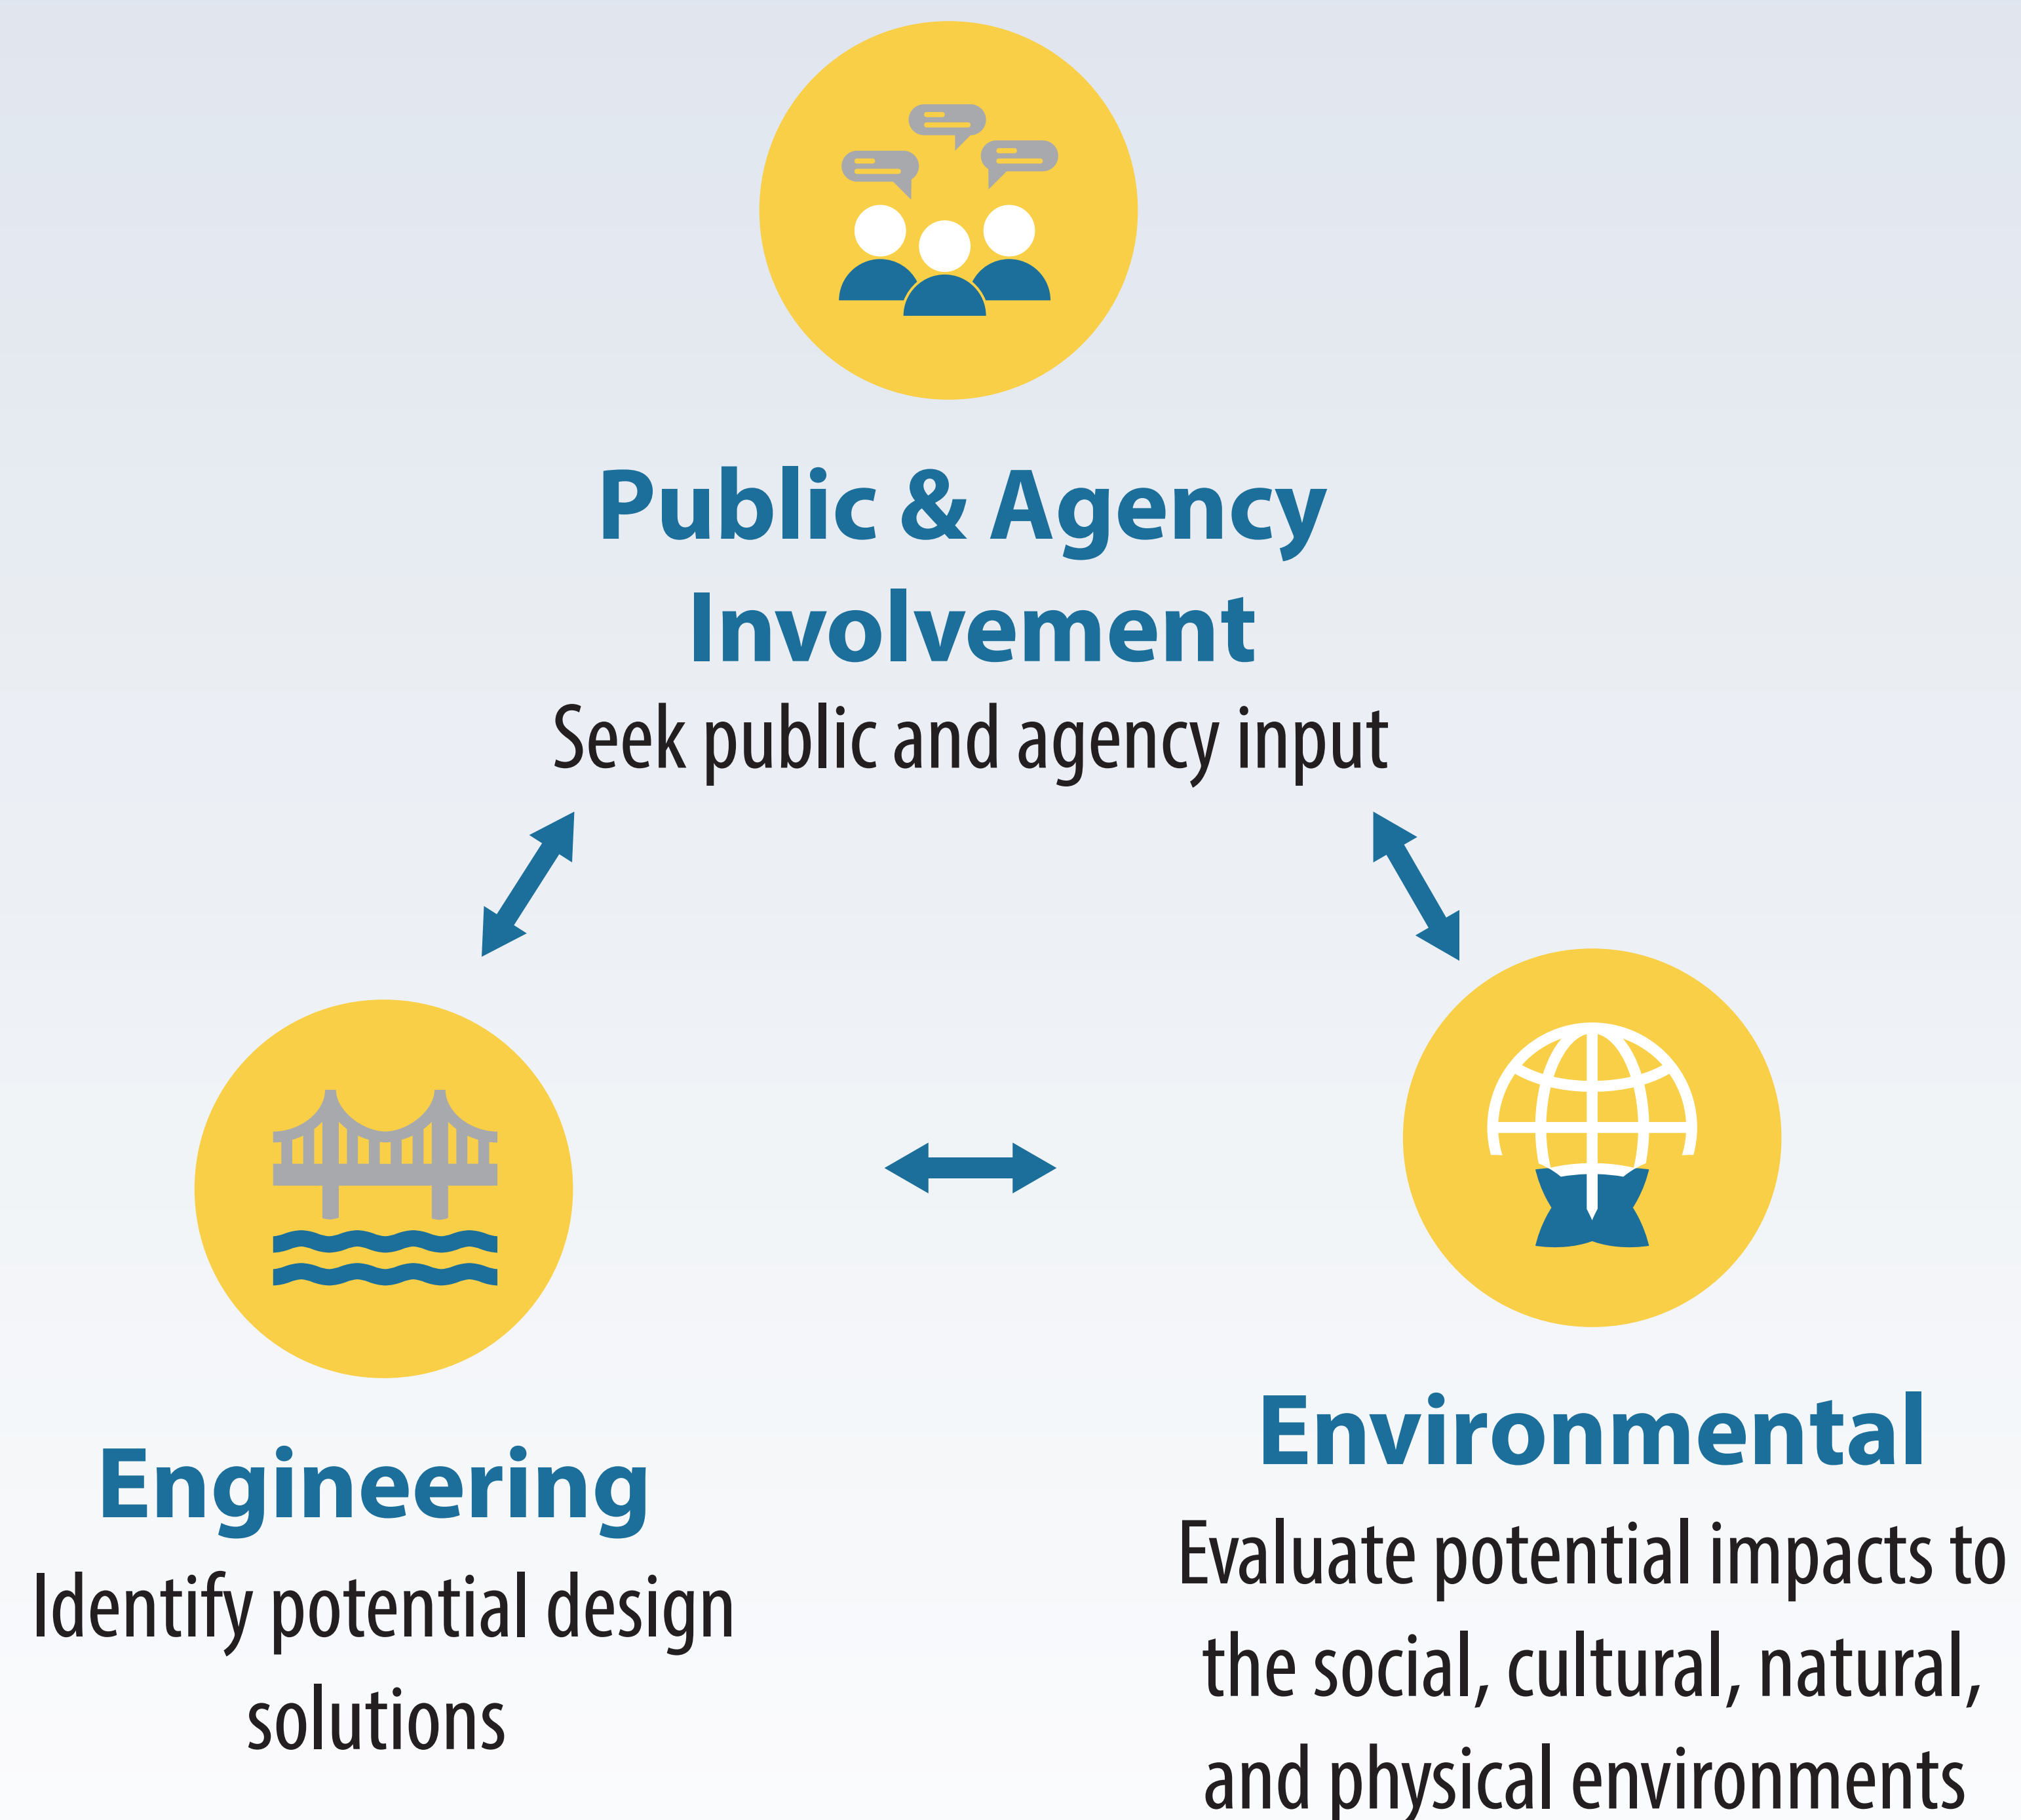 Public & Agency
Involvement
Seek public and agency input
Engineering
Identify potential design
solutions
Environmental
Evaluate potential impacts to
the social, cultural, natural,
and physical environments